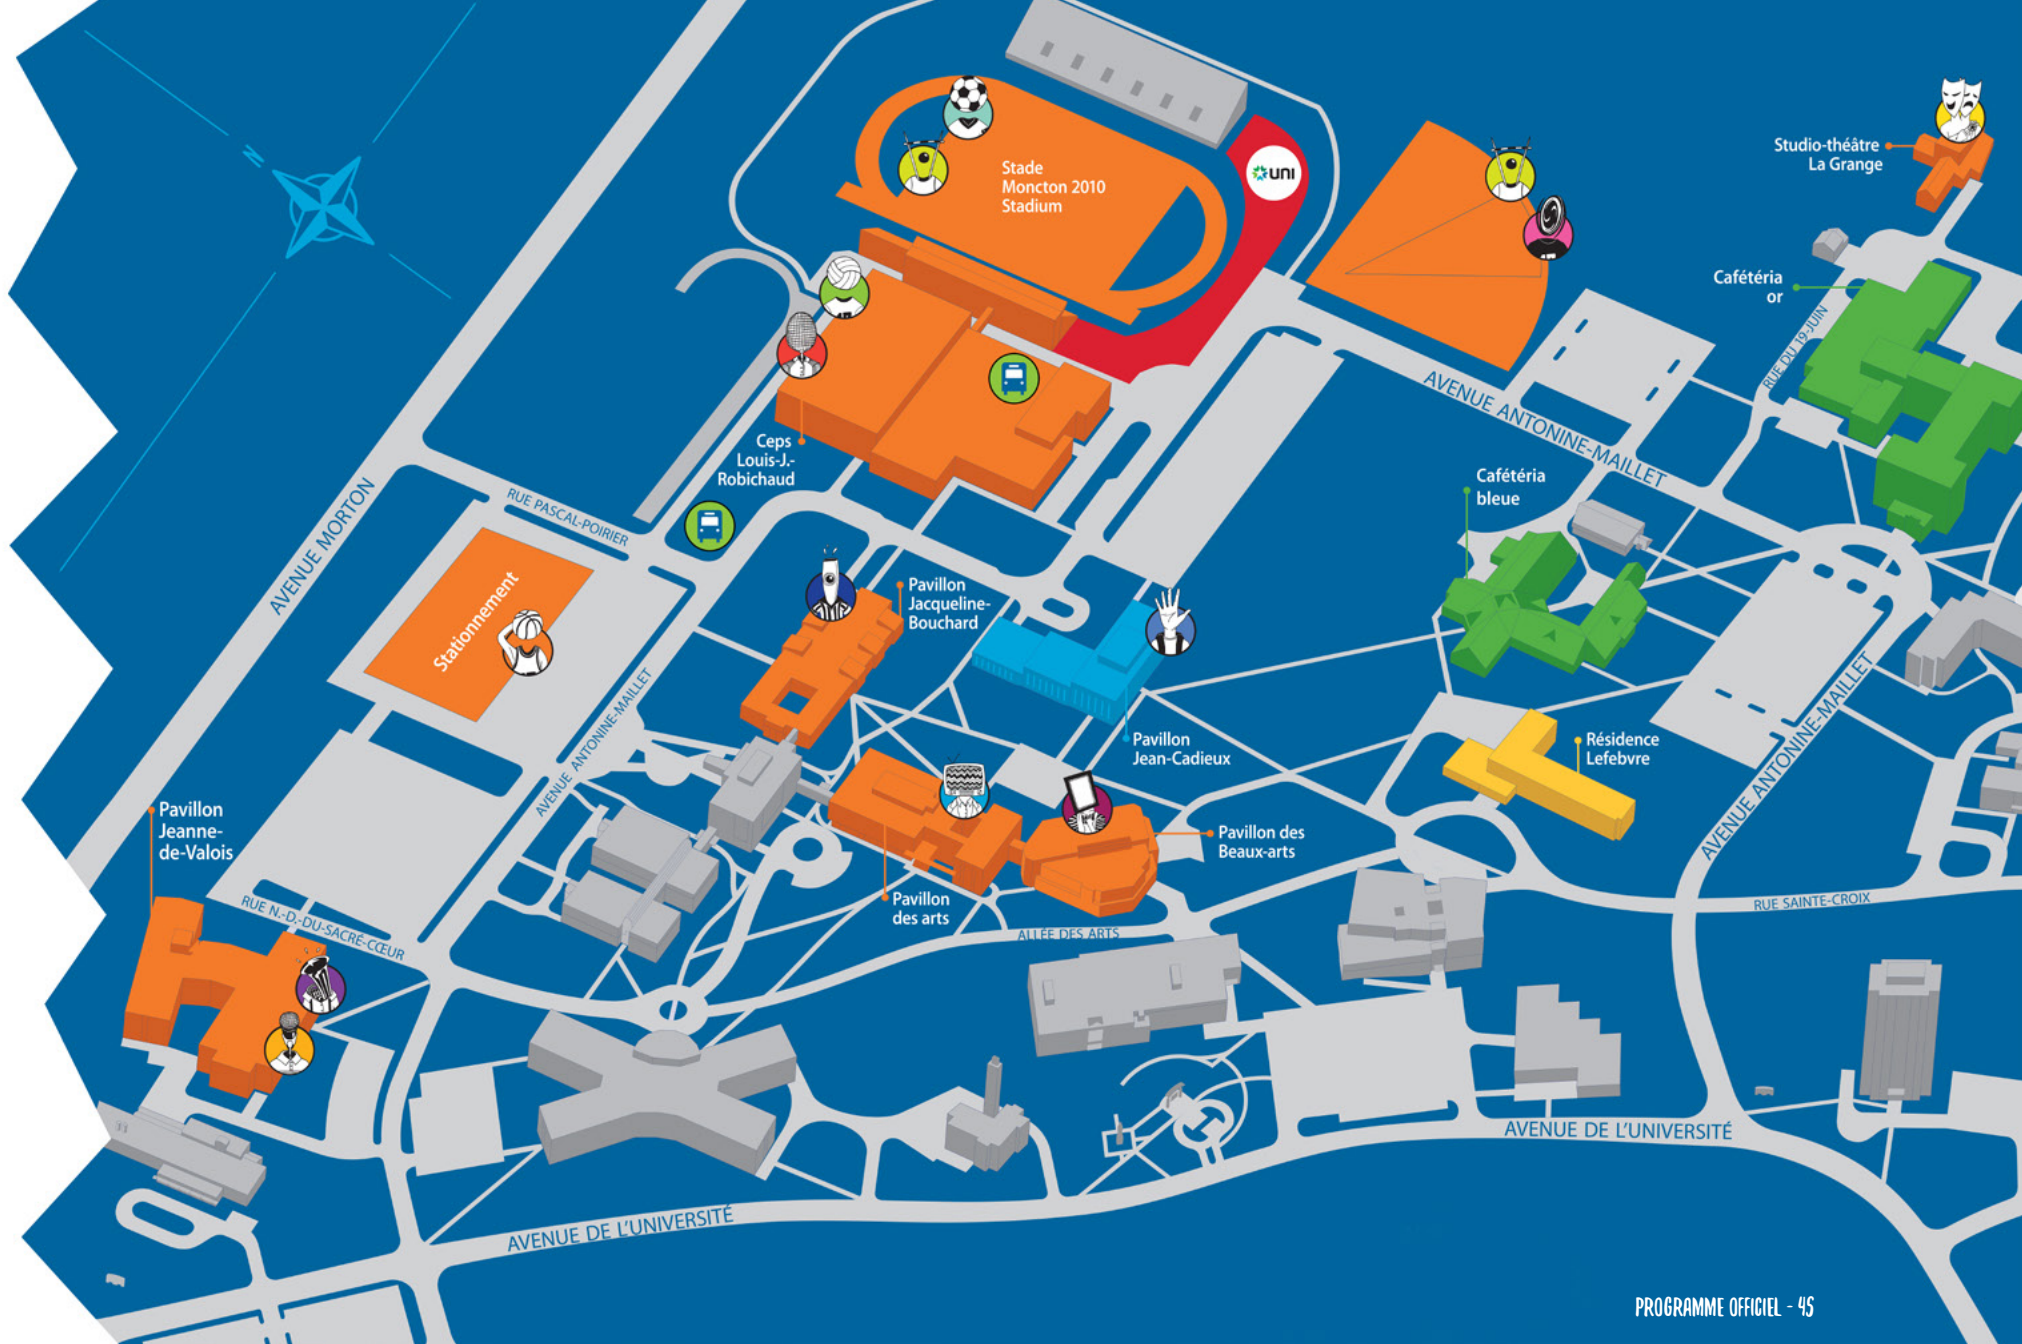 N
Stade
Moncton 2010
Stadium
UNI
Studio-théâtre
La Grange
Cafétéria
or
RUE DU 19-JUIN
AVENUE ANTONINE-MAILLET
Ceps
Louis-J.-
Robichaud
Cafétéria
bleue
AVENUE MORTON
RUE PASCAL-POIRIER
Stationnement
Pavillon
Jacqueline-
Bouchard
AVENUE ANTONINE-MAILLET
Pavillon
Jean-Cadieux
Résidence
Lefebvre
AVENUE ANTONINE-MAILLET
Pavillon
Jeanne-
de-Valois
Pavillon des
Beaux-arts
Pavillon
des arts
RUE N.-D.-DU-SACRÉ-CŒUR
ALLÉE DES ARTS
RUE SAINTE-CROIX
AVENUE DE L'UNIVERSITÉ
AVENUE DE L'UNIVERSITÉ
PROGRAMME OFFICIEL - 45